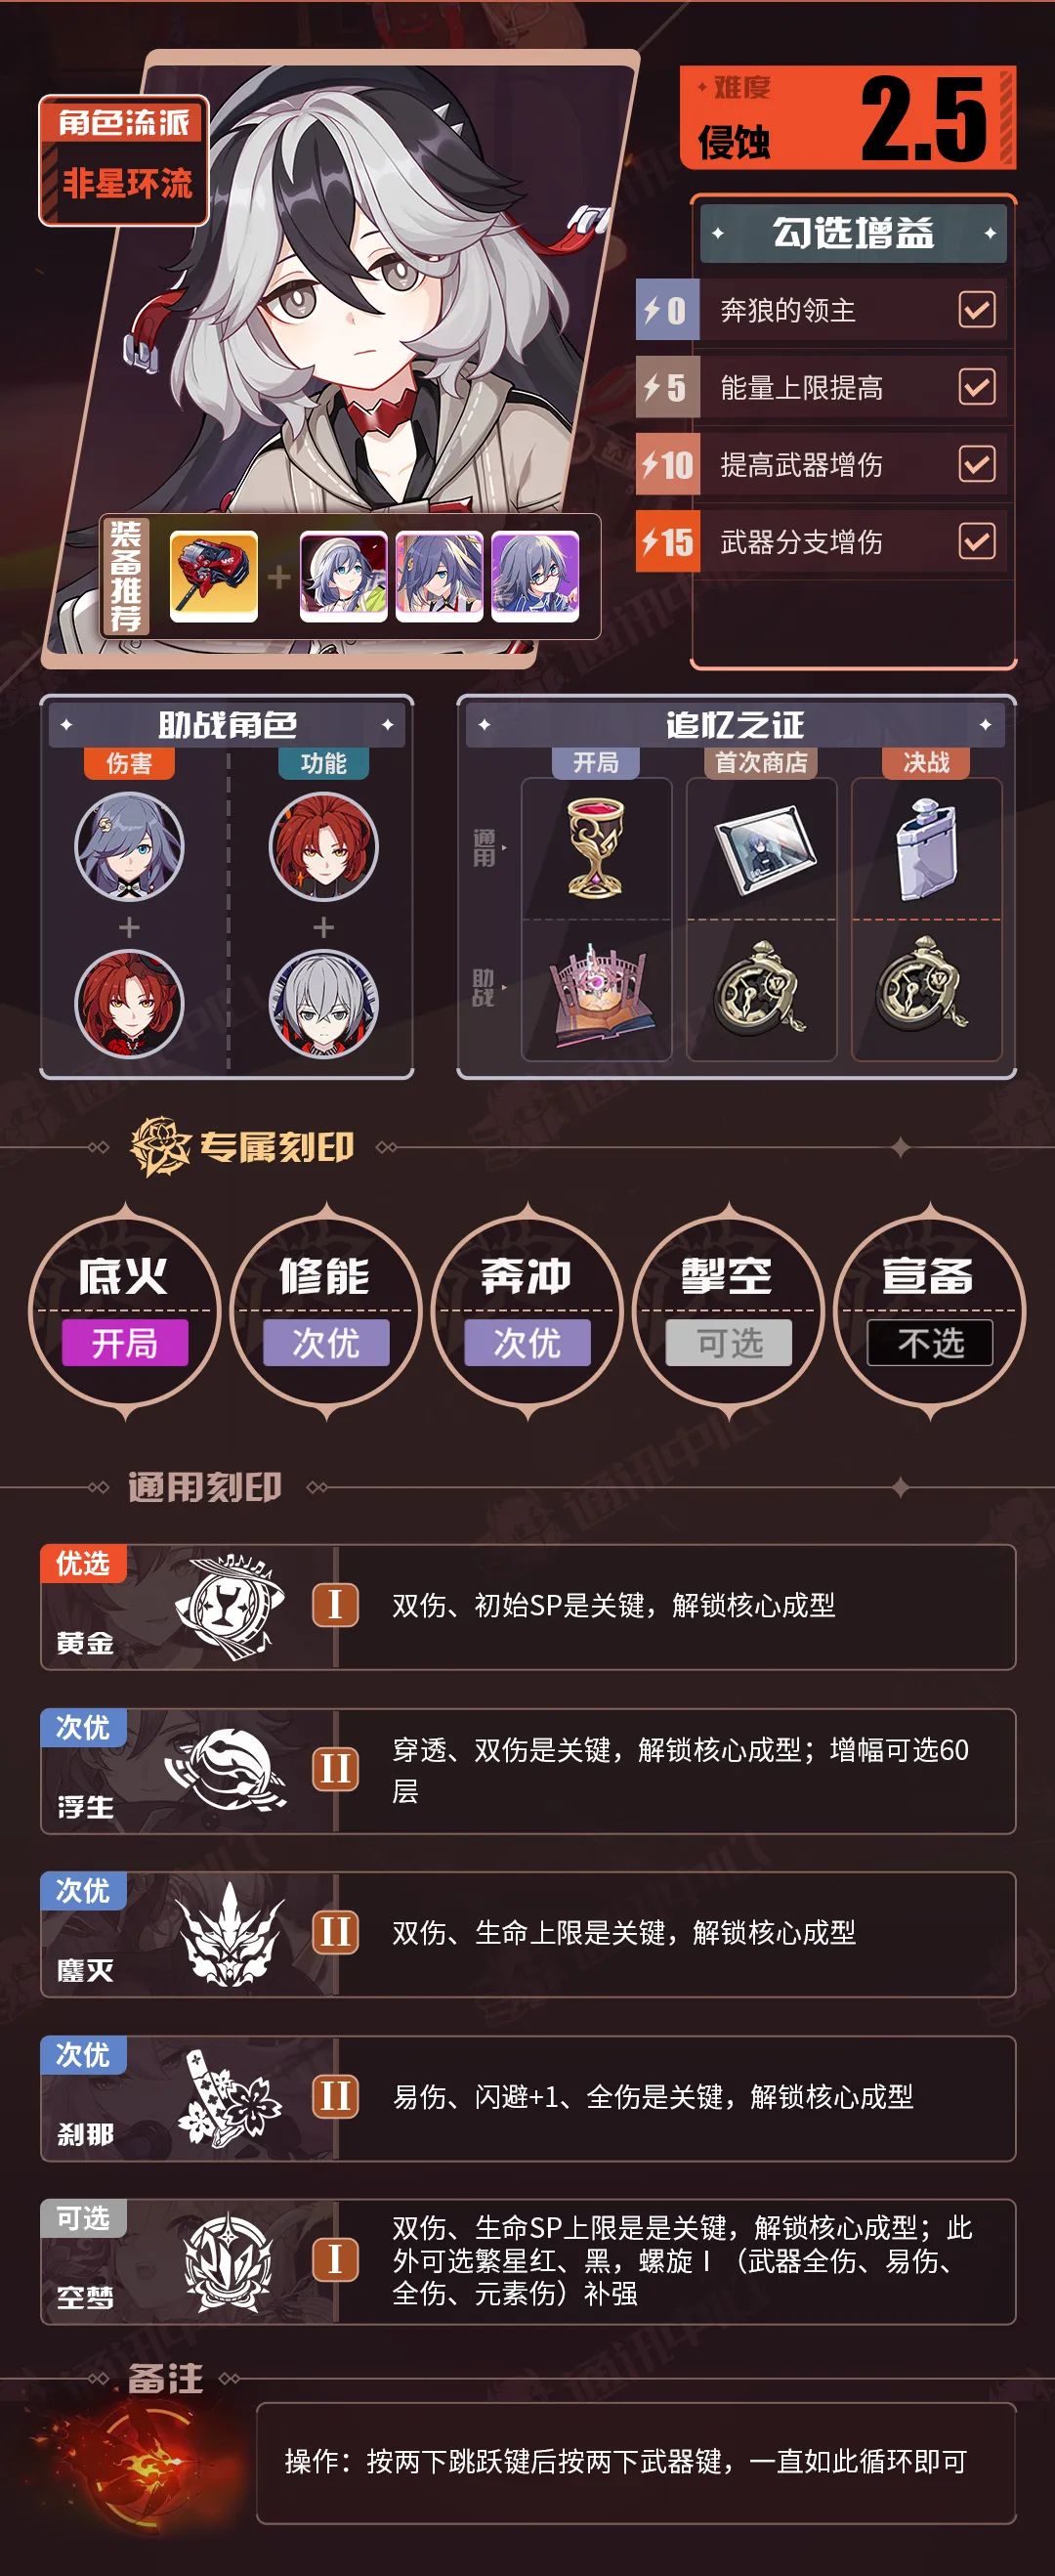 角色流派
非星环流
难度
侵蚀
2.5
勾选增益
0 奔狼的领主
5 能量上限提高
10 提高武器增伤
15 武器分支增伤
装备推荐
助战角色
伤害
功能
追忆之证
开局
首次商店
决战
通用
助战
专属刻印
底火
开局
修能
次优
奔冲
次优
掣空
可选
宣备
不选
通用刻印
优选
黄金
I
双伤、初始SP是关键，解锁核心成型
次优
浮生
II
穿透、双伤是关键，解锁核心成型；增幅可选60
层
次优
鏖灭
II
双伤、生命上限是关键，解锁核心成型
次优
刹那
II
易伤、闪避+1、全伤是关键，解锁核心成型
可选
空梦
I
双伤、生命SP上限是是关键，解锁核心成型；此
外可选繁星红、黑，螺旋Ⅰ（武器全伤、易伤、
全伤、元素伤）补强
备注
操作：按两下跳跃键后按两下武器键，一直如此循环即可